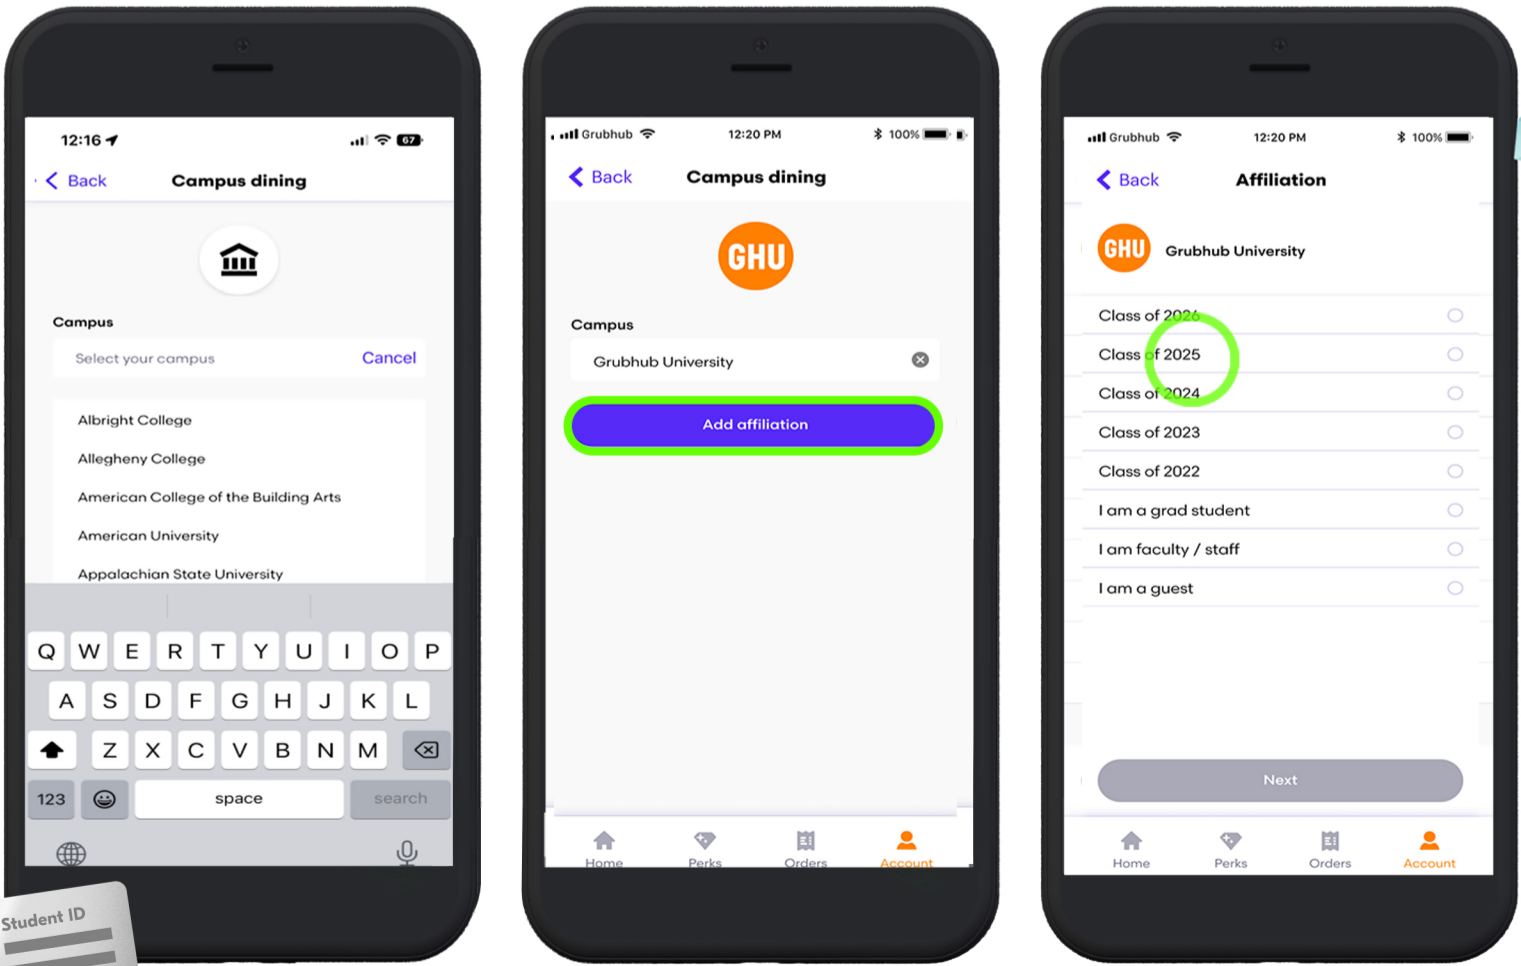 12:16
67
Back
Campus dining
Campus
Select your campus
Cancel
Albright College
Allegheny College
American College of the Building Arts
American University
Appalachian State University
Q W E R T Y U I O P
A S D F G H J K L
Z X C V B N M
123
space
search
Student ID
Grubhub
12:20 PM
100%
Back
Campus dining
GHU
Campus
Grubhub University
Add affiliation
Home
Perks
Orders
Account
Grubhub
12:20 PM
100%
Back
Affiliation
GHU
Grubhub University
Class of 2026
Class of 2025
Class of 2024
Class of 2023
Class of 2022
I am a grad student
I am faculty / staff
I am a guest
Next
Home
Perks
Orders
Account